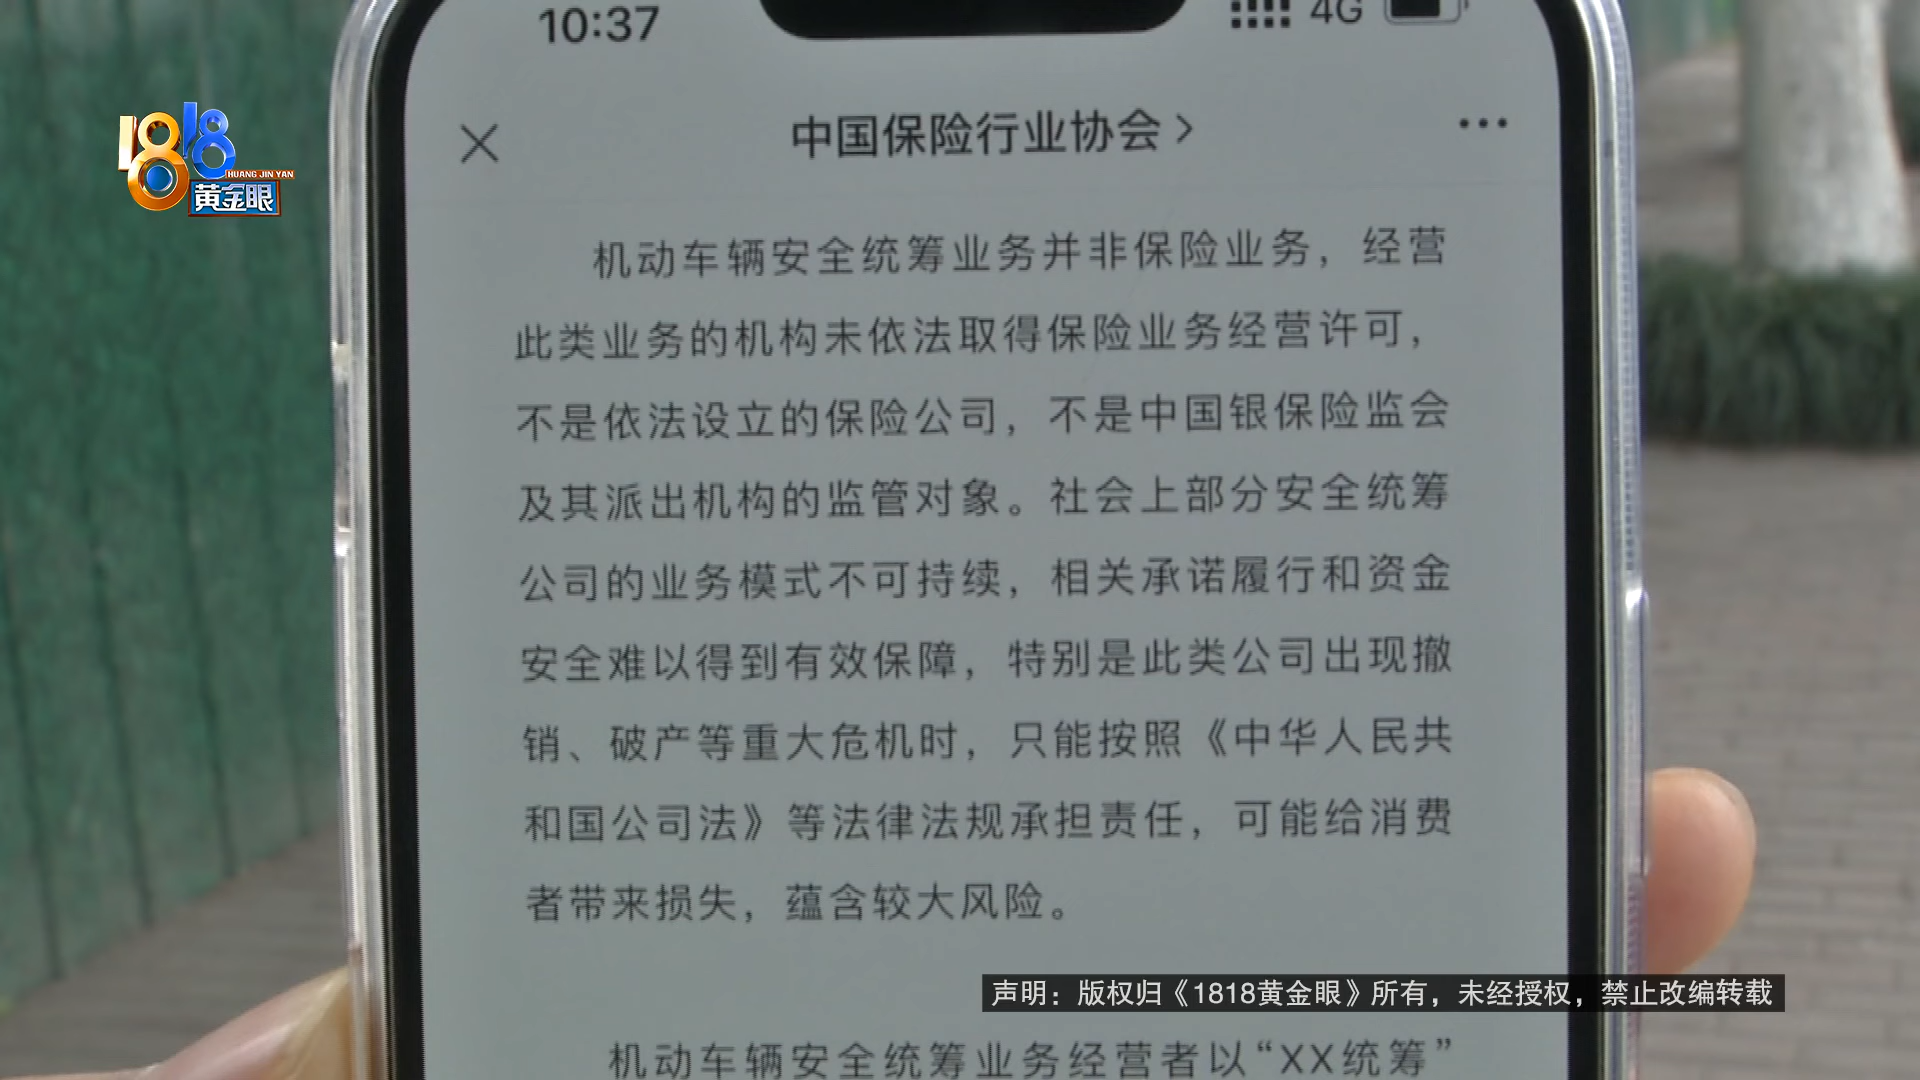 10:37
4G
中国保险行业协会
1818
HUANG JIN YAN
黄金眼
机动车辆安全统筹业务并非保险业务，经营
此类业务的机构未依法取得保险业务经营许可，
不是依法设立的保险公司，不是中国银保险监会
及其派出机构的监管对象。社会上部分安全统筹
公司的业务模式不可持续，相关承诺履行和资金
安全难以得到有效保障，特别是此类公司出现撤
销、破产等重大危机时，只能按照《中华人民共
和国公司法》等法律法规承担责任，可能给消费
者带来损失，蕴含较大风险。
声明：版权归《1818黄金眼》所有，未经授权，禁止改编转载
机动车辆安全统筹业务经营者以“XX统筹”